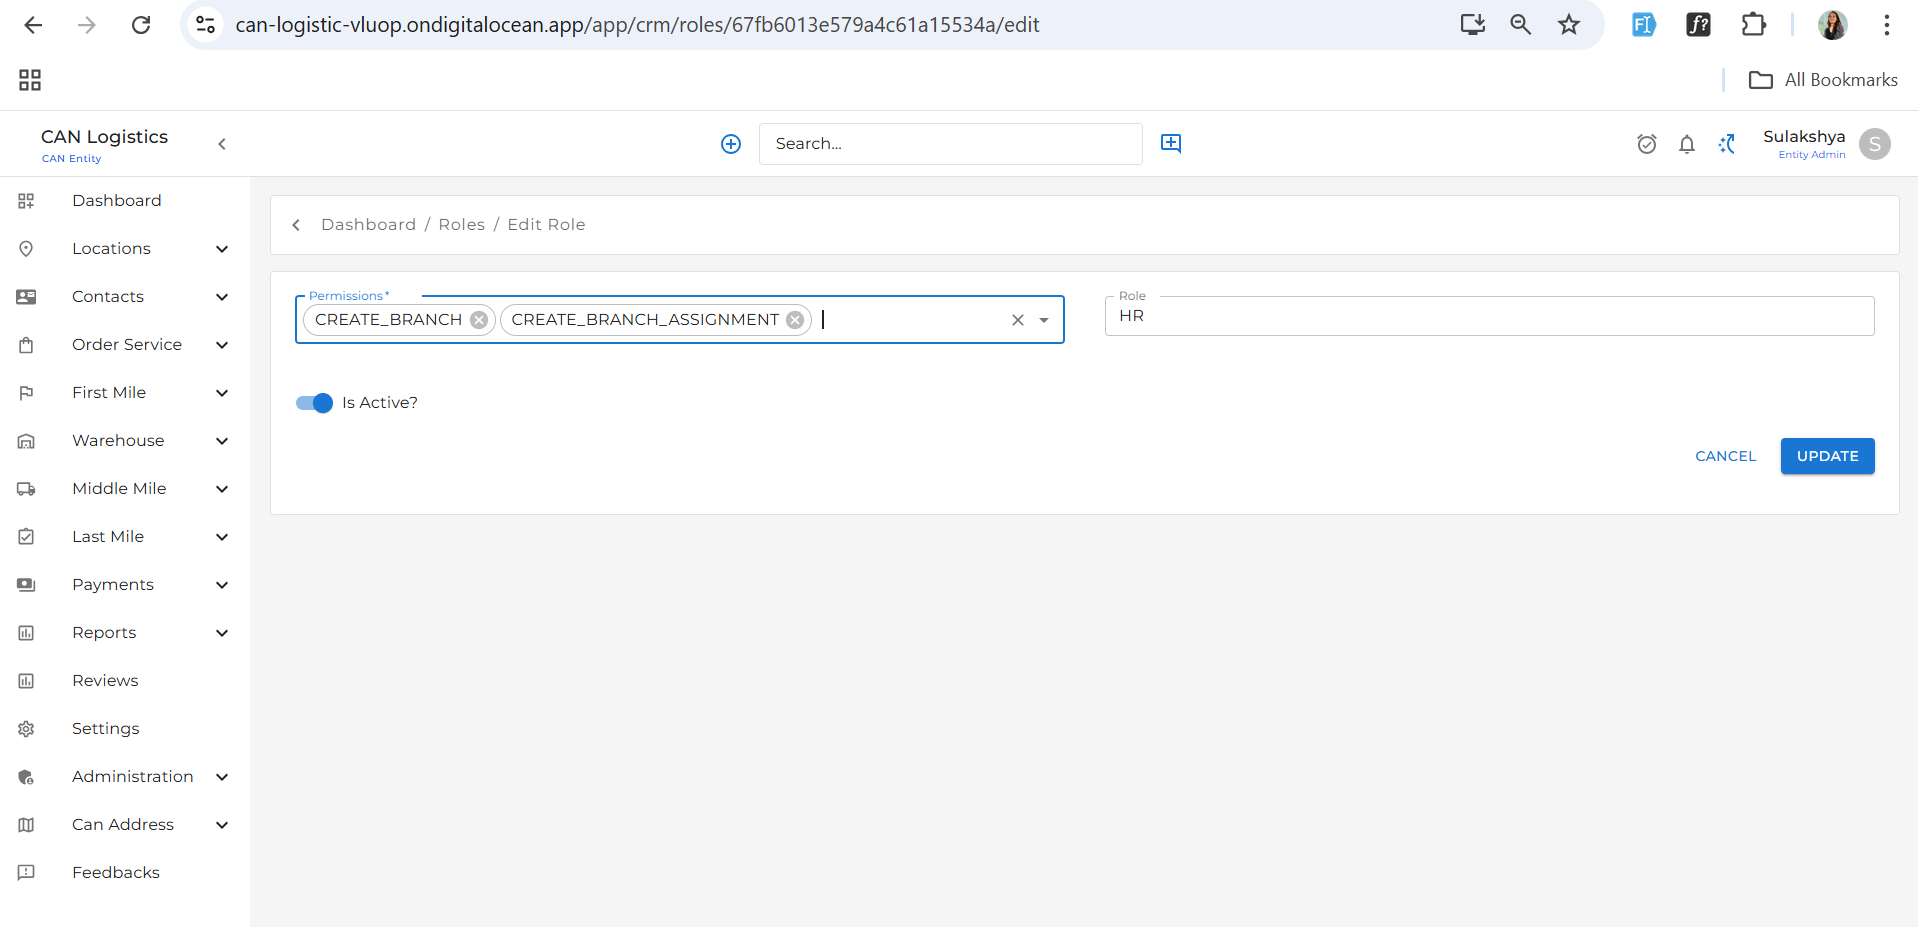 can-logistic-vluop.ondigitalocean.app/app/crm/roles/67fb6013e579a4c61a15534a/edit
All Bookmarks
CAN Logistics
CAN Entity
Search...
Sulakshya
Entity Admin
S
Dashboard
Locations
Contacts
Order Service
First Mile
Warehouse
Middle Mile
Last Mile
Payments
Reports
Reviews
Settings
Administration
Can Address
Feedbacks
Dashboard / Roles / Edit Role
Permissions *
CREATE_BRANCH CREATE_BRANCH_ASSIGNMENT
Role
HR
Is Active?
CANCEL UPDATE